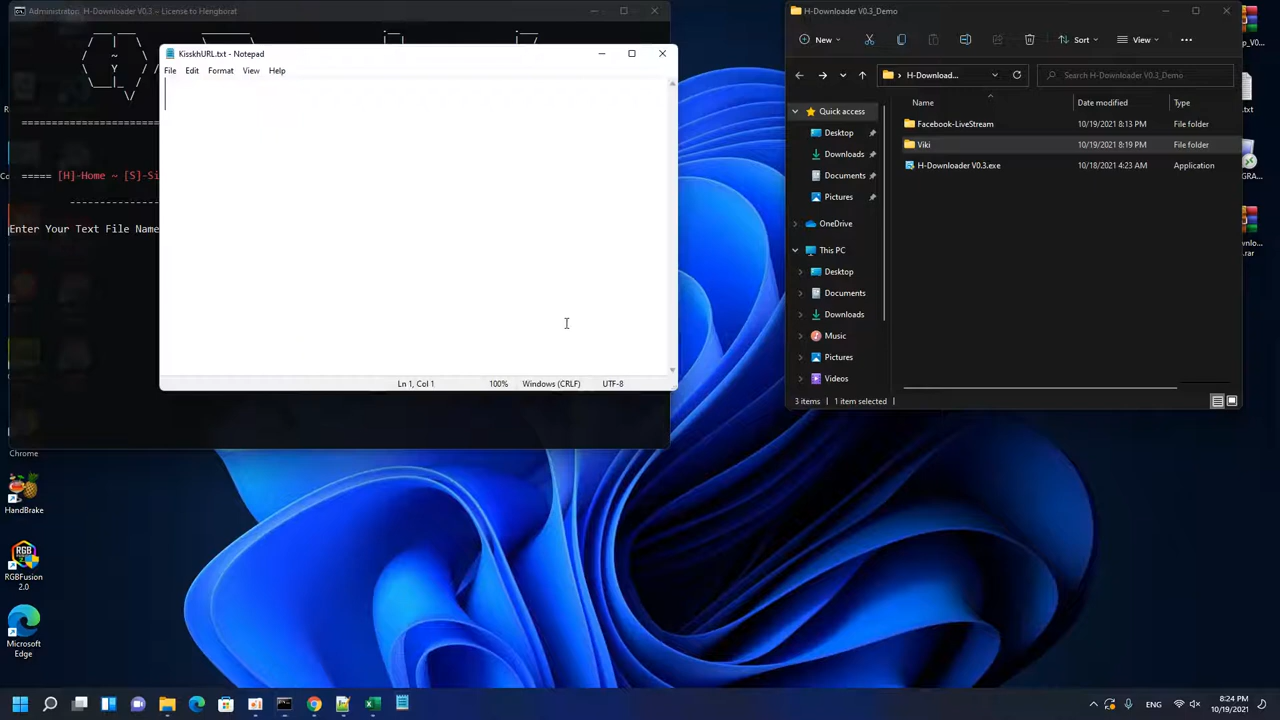 Administrator: H-Downloader V0.3 -- License to Hengborat
===== [H]-Home ~ [S]-Si
Enter Your Text File Name
KisskhURL.txt - Notepad
File Edit Format View Help
Ln 1, Col 1 100% Windows (CRLF) UTF-8
H-Downloader V0.3_Demo
New Sort View
H-Download... Search H-Downloader V0.3_Demo
Name Date modified Type
Quick access
Desktop
Downloads
Documents
Pictures
OneDrive
This PC
Desktop
Documents
Downloads
Music
Pictures
Videos
Facebook-LiveStream 10/19/2021 8:13 PM File folder
Viki 10/19/2021 8:19 PM File folder
H-Downloader V0.3.exe 10/18/2021 4:23 AM Application
3 items 1 item selected
Chrome
HandBrake
RGBFusion
2.0
Microsoft
Edge
ENG
8:24 PM
10/19/2021